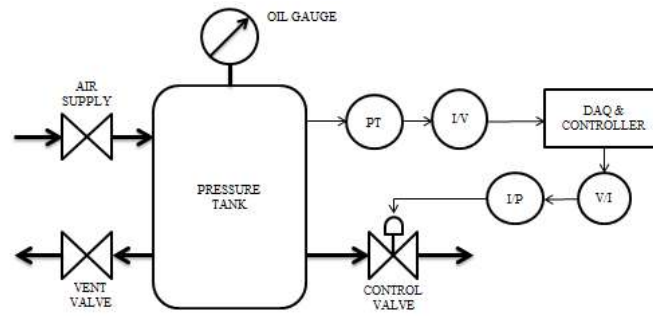 OIL GAUGE
AIR
SUPPLY
PT
I/V
DAQ &
CONTROLLER
PRESSURE
TANK
I/P
V/I
VENT
VALVE
CONTROL
VALVE